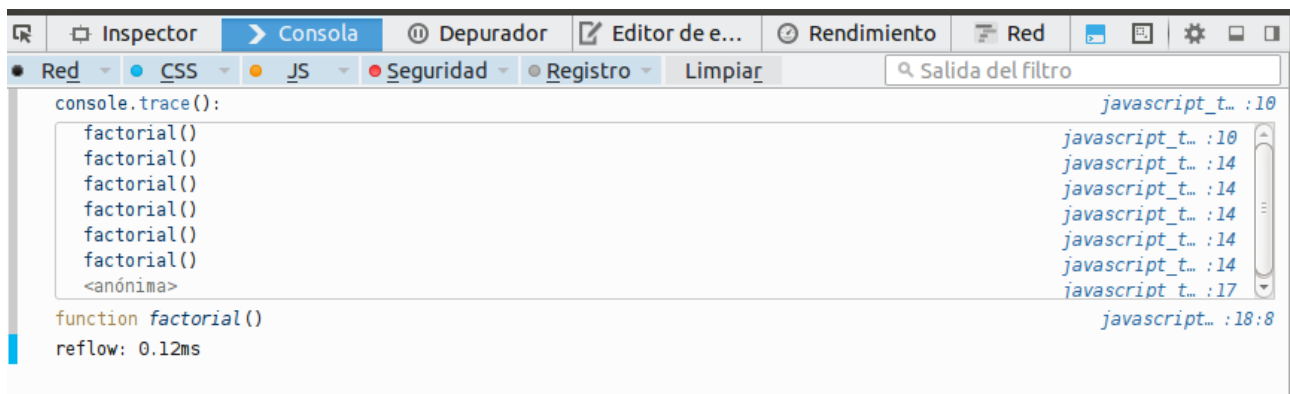 Inspector Consola Depurador Editor de e... Rendimiento Red
Red CSS JS Seguridad Registro Limpiar Salida del filtro
console.trace(): javascript_t… :10
factorial() javascript_t… :10
factorial() javascript_t… :14
factorial() javascript_t… :14
factorial() javascript_t… :14
factorial() javascript_t… :14
factorial() javascript_t… :14
<anónima> javascript_t… :17
function factorial() javascript… :18:8
reflow: 0.12ms